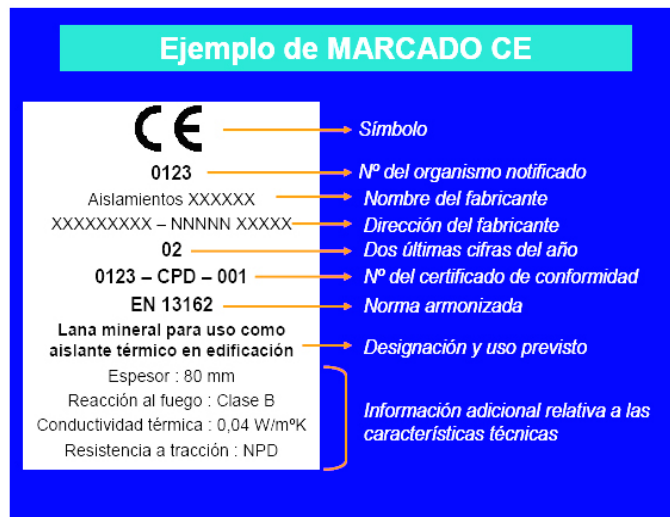 Ejemplo de MARCADO CE
CE
Símbolo
0123
Nº del organismo notificado
Aislamientos XXXXXX
Nombre del fabricante
XXXXXXXXX – NNNNN XXXXX
Dirección del fabricante
02
Dos últimas cifras del año
0123 – CPD – 001
Nº del certificado de conformidad
EN 13162
Norma armonizada
Lana mineral para uso como
aislante térmico en edificación
Designación y uso previsto
Espesor : 80 mm
Reacción al fuego : Clase B
Conductividad térmica : 0,04 W/mºK
Resistencia a tracción : NPD
Información adicional relativa a las
características técnicas